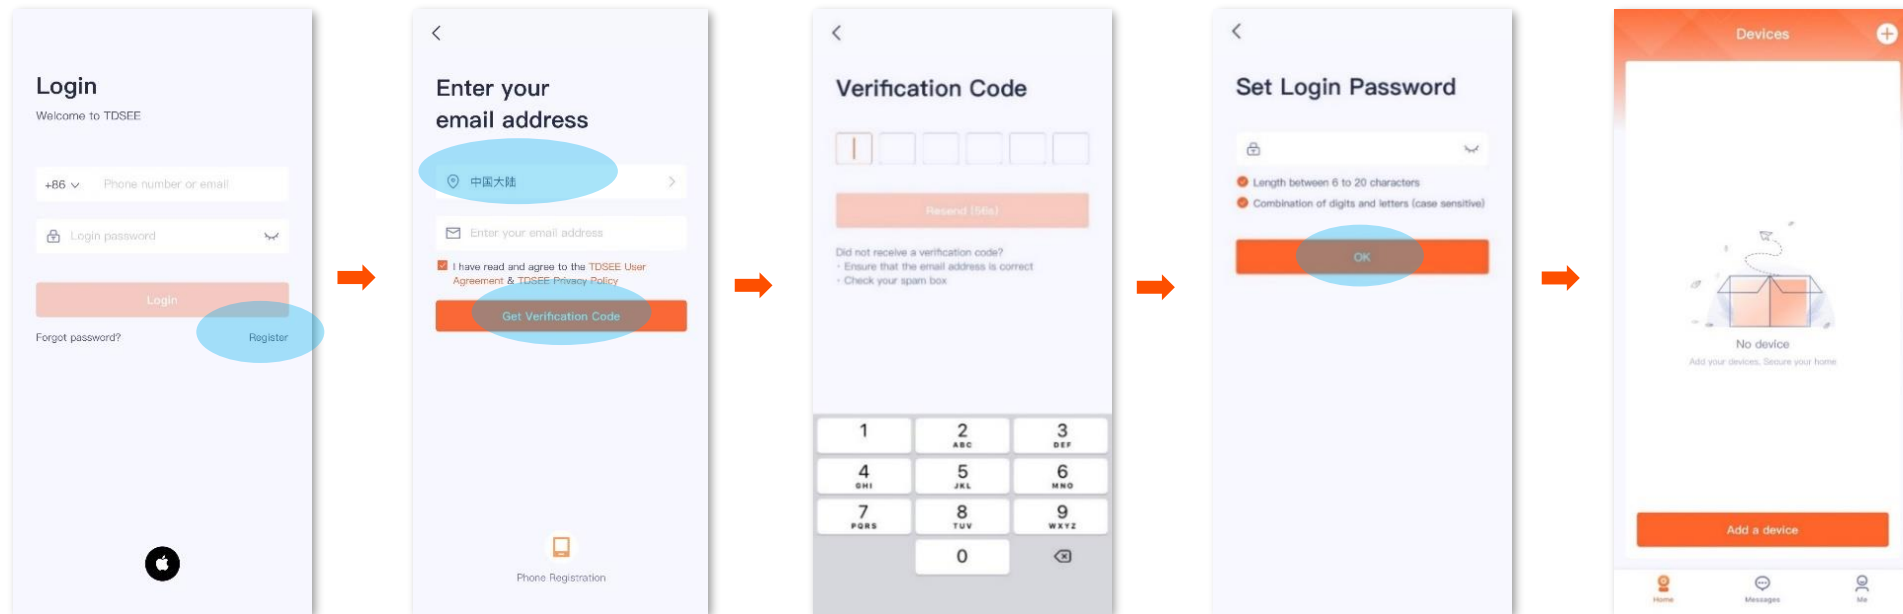 Login
Welcome to TDSEE
+86
Phone number or email
Login password
Login
Forgot password?
Register
Enter your
email address
中国大陆
Enter your email address
I have read and agree to the TDSEE User
Agreement & TDSEE Privacy Policy
Get Verification Code
Phone Registration
Verification Code
Resend (56s)
Did not receive a verification code?
· Ensure that the email address is correct
· Check your spam box
1
2
ABC
3
DEF
4
GHI
5
JKL
6
MNO
7
PQRS
8
TUV
9
WXYZ
0
Set Login Password
Length between 6 to 20 characters
Combination of digits and letters (case sensitive)
OK
Devices
No device
Add your devices, Secure your home
Add a device
Home
Messages
Me